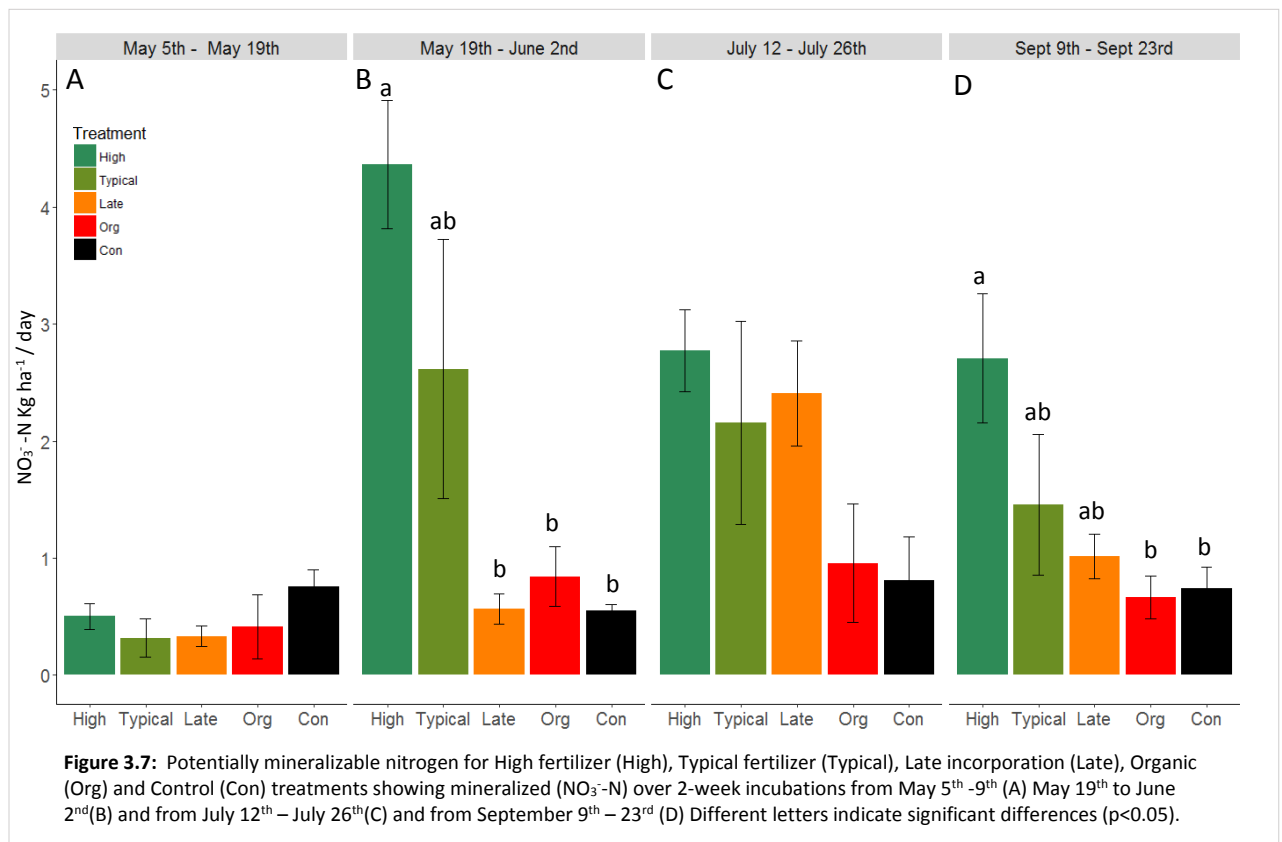 May 5th - May 19th
May 19th - June 2nd
July 12 - July 26th
Sept 9th - Sept 23rd
A
B
C
D
5
4
3
2
1
0
NO₃⁻ -N Kg ha⁻¹ / day
Treatment
High
Typical
Late
Org
Con
a
ab
b
b
b
a
ab
ab
b
b
High Typical Late Org Con
High Typical Late Org Con
High Typical Late Org Con
High Typical Late Org Con
Figure 3.7: Potentially mineralizable nitrogen for High fertilizer (High), Typical fertilizer (Typical), Late incorporation (Late), Organic
(Org) and Control (Con) treatments showing mineralized (NO₃⁻-N) over 2-week incubations from May 5ᵗʰ -9ᵗʰ (A) May 19ᵗʰ to June
2ⁿᵈ(B) and from July 12ᵗʰ – July 26ᵗʰ(C) and from September 9ᵗʰ – 23ʳᵈ (D) Different letters indicate significant differences (p<0.05).